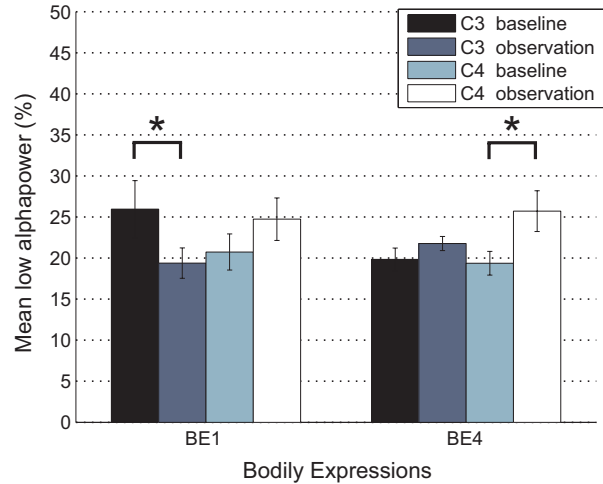 C3 baseline
C3 observation
C4 baseline
C4 observation
50
45
40
35
30
25
20
15
10
5
0
Mean low alphapower (%)
*
*
BE1 BE4
Bodily Expressions